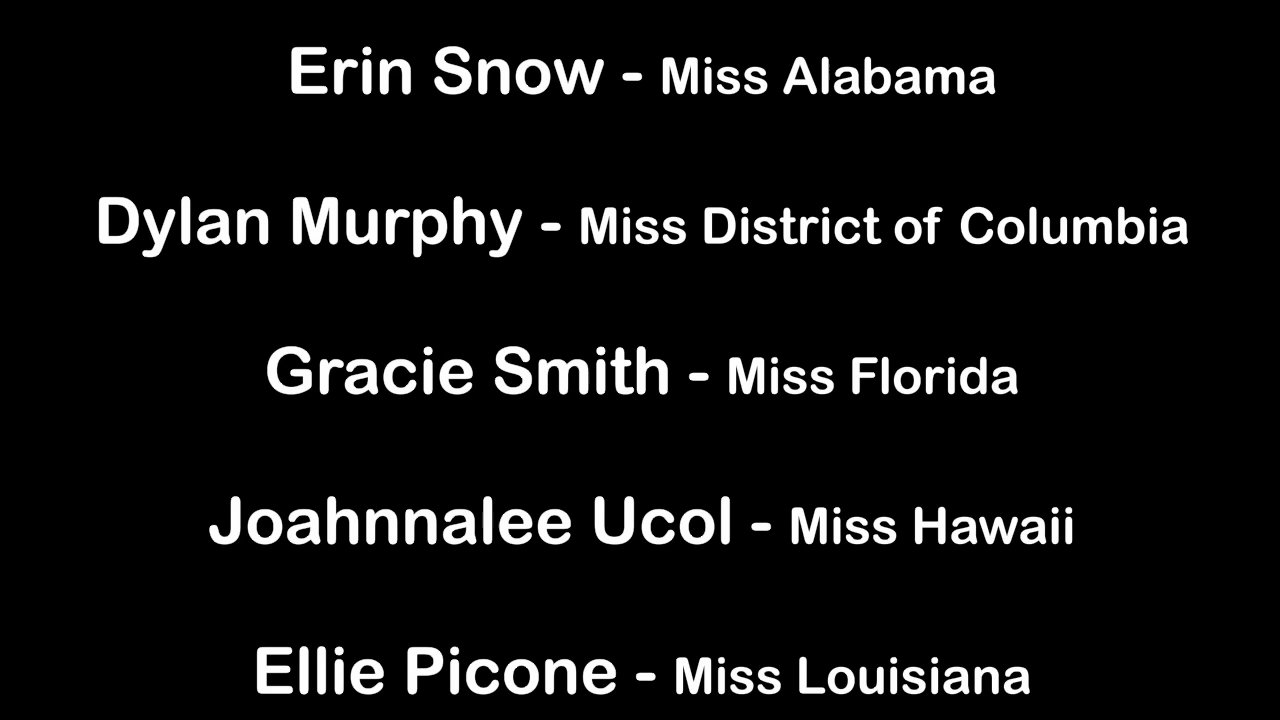 Erin Snow - Miss Alabama
Dylan Murphy - Miss District of Columbia
Gracie Smith - Miss Florida
Joahnnalee Ucol - Miss Hawaii
Ellie Picone - Miss Louisiana